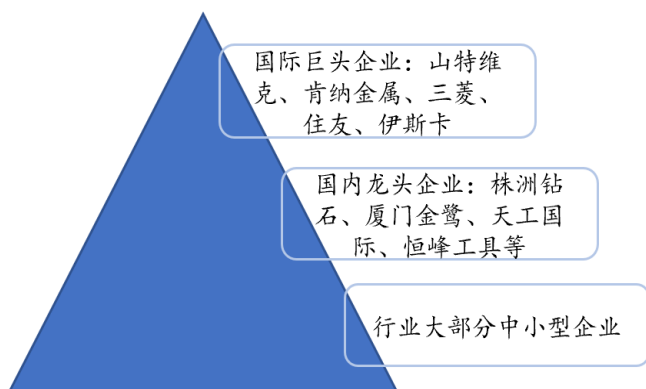 国际巨头企业：山特维
克、肯纳金属、三菱、
住友、伊斯卡
国内龙头企业：株洲钻
石、厦门金鹭、天工国
际、恒峰工具等
行业大部分中小型企业